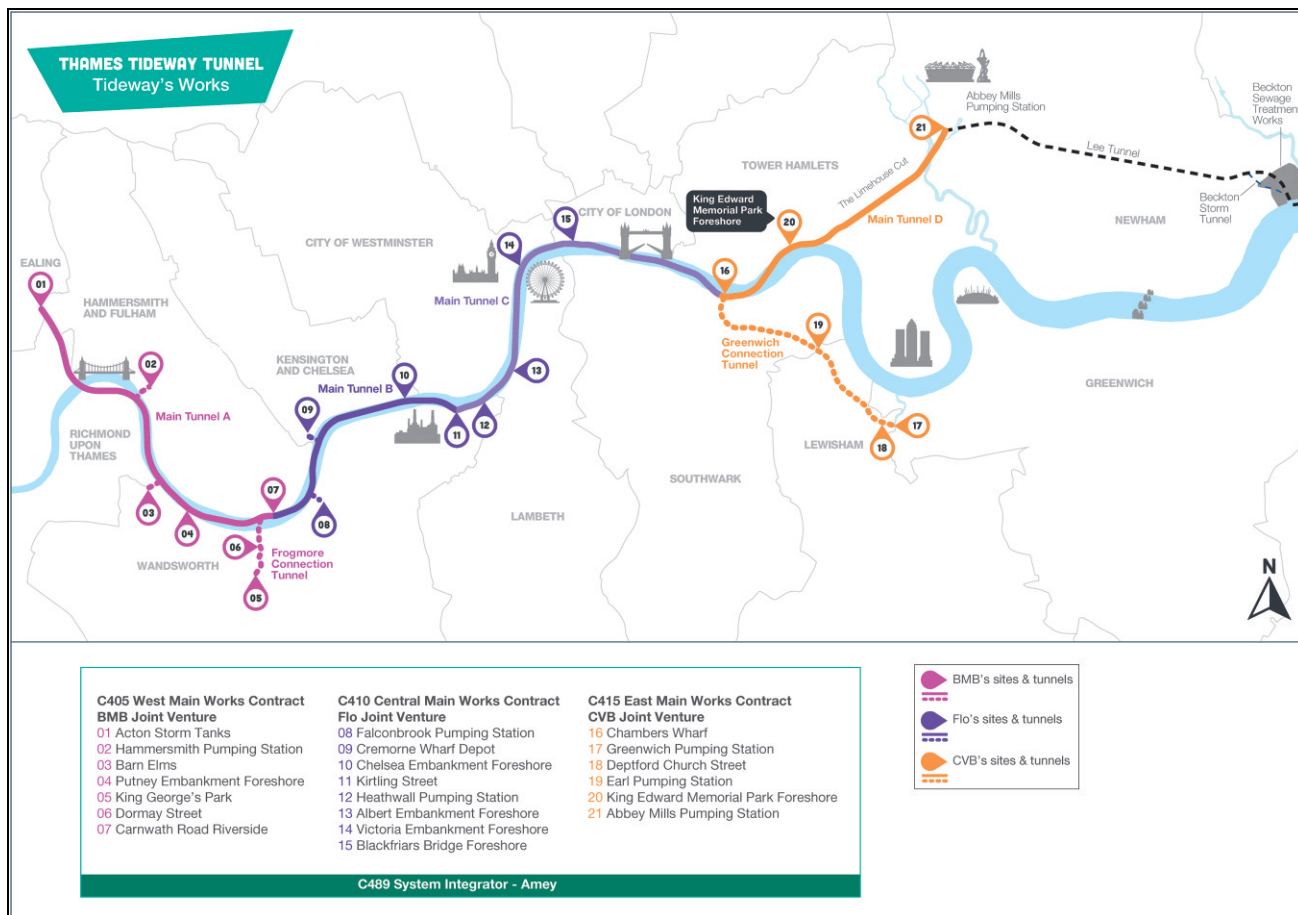 THAMES TIDEWAY TUNNEL
Tideway's Works
Abbey Mills
Pumping Station
Beckton
Sewage
Treatment
Works
21
Lee Tunnel
TOWER HAMLETS
The Limehouse Cut
Beckton
Storm
Tunnel
King Edward
Memorial Park
Foreshore
20
Main Tunnel D
NEWHAM
15
CITY OF LONDON
CITY OF WESTMINSTER
14
EALING
01
16
Main Tunnel C
HAMMERSMITH
AND FULHAM
19
Greenwich
Connection
Tunnel
02
KENSINGTON
AND CHELSEA
10
13
GREENWICH
Main Tunnel B
09
Main Tunnel A
11
12
17
18
LEWISHAM
RICHMOND
UPON
THAMES
SOUTHWARK
07
03
04
08
LAMBETH
06
Frogmore
Connection
Tunnel
WANDSWORTH
05
N
C405 West Main Works Contract
BMB Joint Venture
01 Acton Storm Tanks
02 Hammersmith Pumping Station
03 Barn Elms
04 Putney Embankment Foreshore
05 King George's Park
06 Dormay Street
07 Carnwath Road Riverside
C410 Central Main Works Contract
Flo Joint Venture
08 Falconbrook Pumping Station
09 Cremorne Wharf Depot
10 Chelsea Embankment Foreshore
11 Kirtling Street
12 Heathwall Pumping Station
13 Albert Embankment Foreshore
14 Victoria Embankment Foreshore
15 Blackfriars Bridge Foreshore
C415 East Main Works Contract
CVB Joint Venture
16 Chambers Wharf
17 Greenwich Pumping Station
18 Deptford Church Street
19 Earl Pumping Station
20 King Edward Memorial Park Foreshore
21 Abbey Mills Pumping Station
C489 System Integrator - Amey
BMB's sites & tunnels
Flo's sites & tunnels
CVB's sites & tunnels